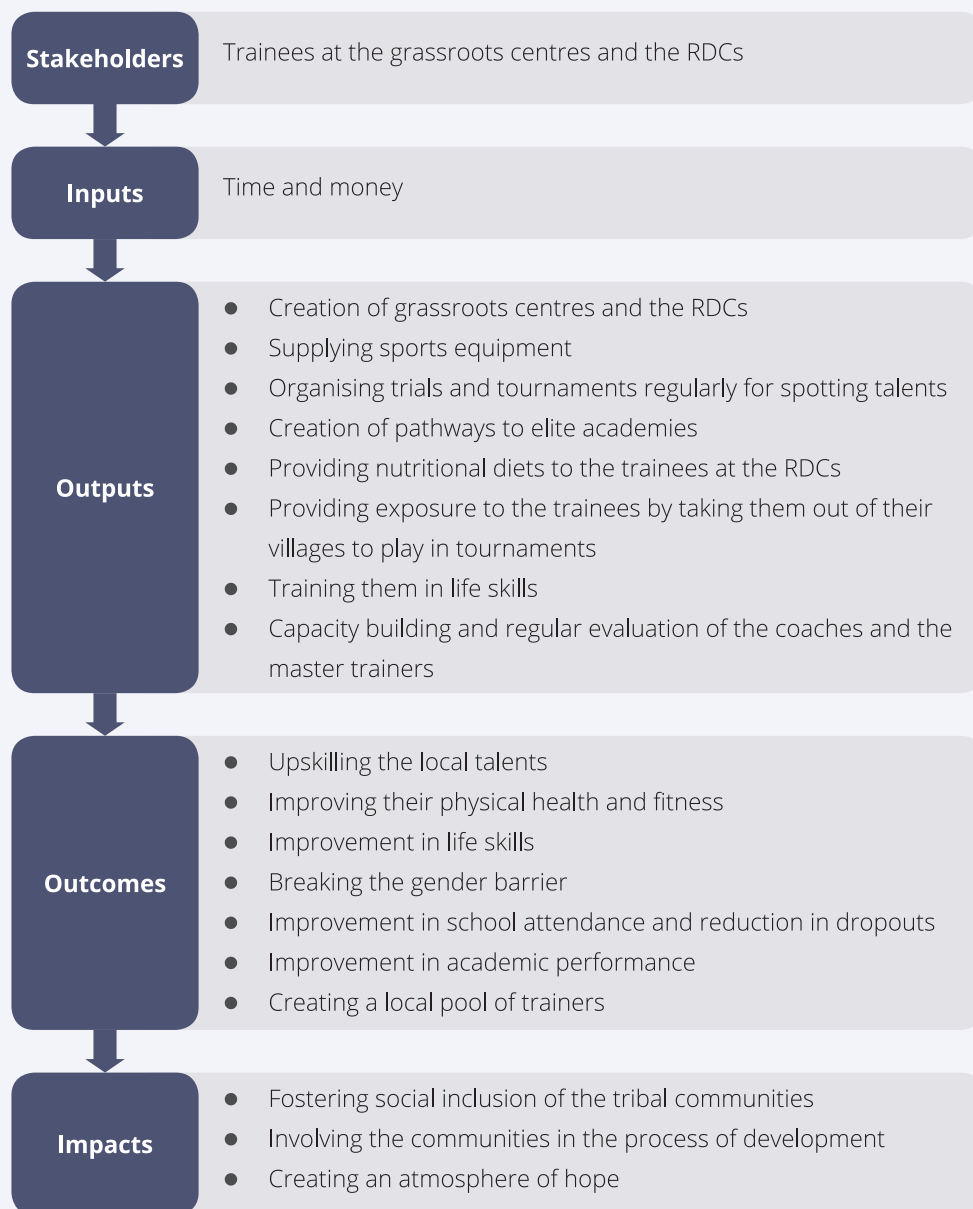 Stakeholders
Trainees at the grassroots centres and the RDCs
Inputs
Time and money
Outputs
● Creation of grassroots centres and the RDCs
● Supplying sports equipment
● Organising trials and tournaments regularly for spotting talents
● Creation of pathways to elite academies
● Providing nutritional diets to the trainees at the RDCs
● Providing exposure to the trainees by taking them out of their
villages to play in tournaments
● Training them in life skills
● Capacity building and regular evaluation of the coaches and the
master trainers
Outcomes
● Upskilling the local talents
● Improving their physical health and fitness
● Improvement in life skills
● Breaking the gender barrier
● Improvement in school attendance and reduction in dropouts
● Improvement in academic performance
● Creating a local pool of trainers
Impacts
● Fostering social inclusion of the tribal communities
● Involving the communities in the process of development
● Creating an atmosphere of hope